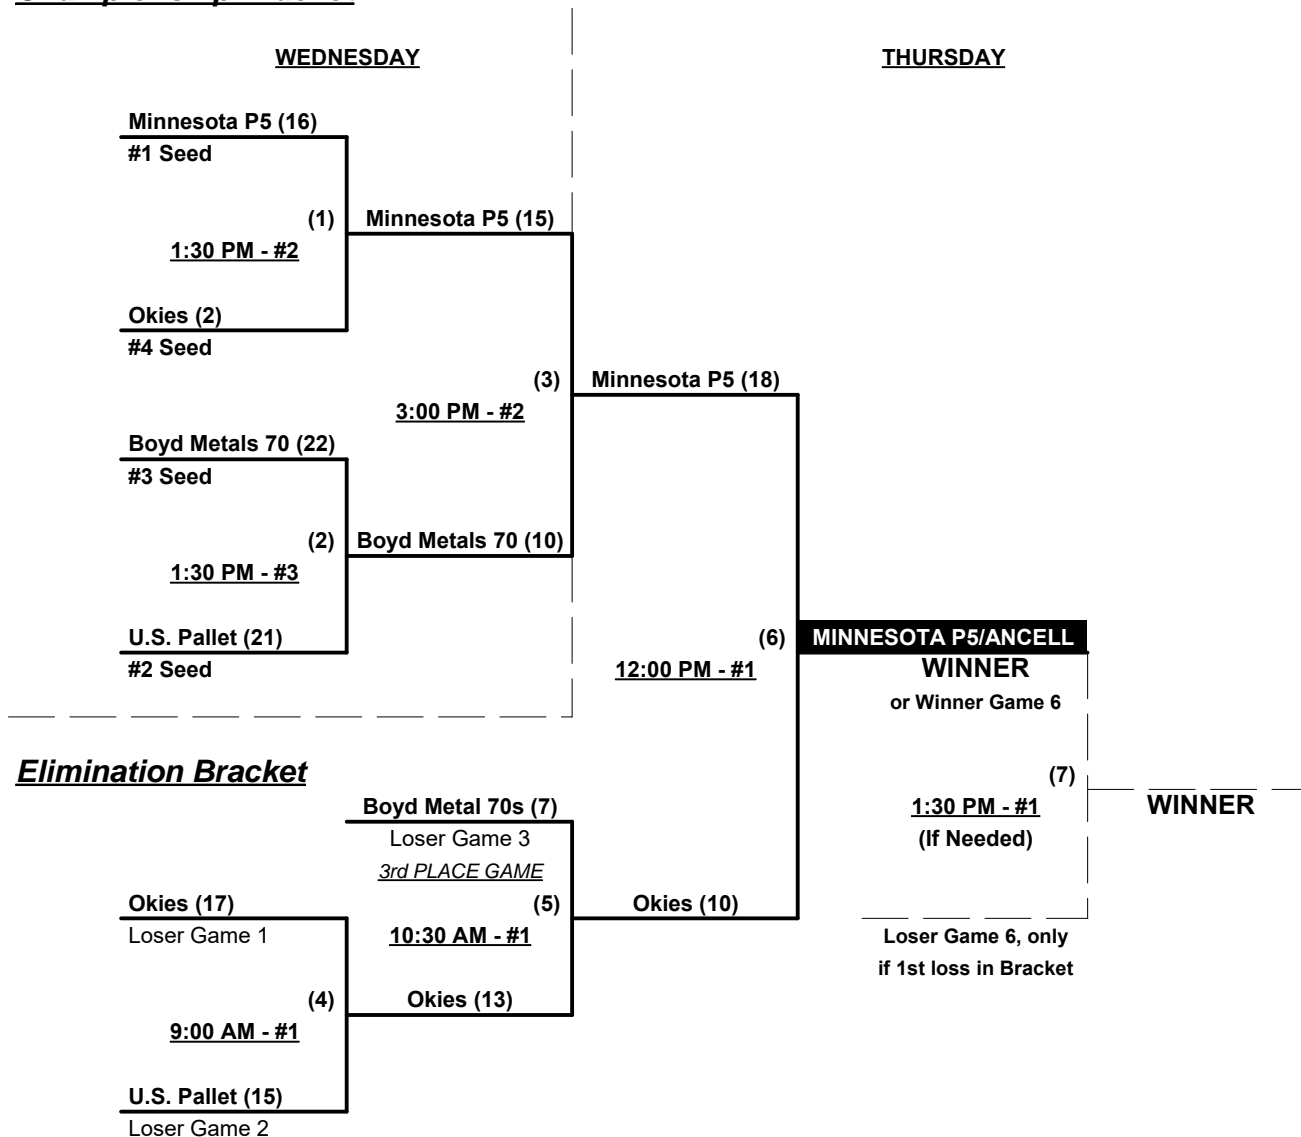 WEDNESDAY
THURSDAY
Minnesota P5 (16)
#1 Seed
(1)
Minnesota P5 (15)
1:30 PM - #2
Okies (2)
#4 Seed
(3)
Minnesota P5 (18)
3:00 PM - #2
Boyd Metals 70 (22)
#3 Seed
(2)
Boyd Metals 70 (10)
1:30 PM - #3
U.S. Pallet (21)
#2 Seed
(6)
MINNESOTA P5/ANCELL
12:00 PM - #1
WINNER
or Winner Game 6
Elimination Bracket
(7)
Boyd Metal 70s (7)
1:30 PM - #1
WINNER
Loser Game 3
(If Needed)
3rd PLACE GAME
Okies (17)
(5)
Okies (10)
Loser Game 1
10:30 AM - #1
Loser Game 6, only
if 1st loss in Bracket
(4)
Okies (13)
9:00 AM - #1
U.S. Pallet (15)
Loser Game 2